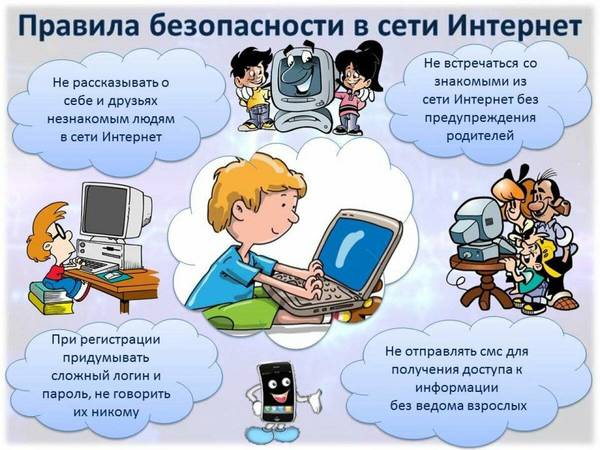 Правила безопасности в сети Интернет
Не рассказывать о
себе и друзьях
незнакомым людям
в сети Интернет
Не встречаться со
знакомыми из
сети Интернет без
предупреждения
родителей
При регистрации
придумывать
сложный логин и
пароль, не говорить
их никому
Не отправлять смс для
получения доступа к
информации
без ведома взрослых